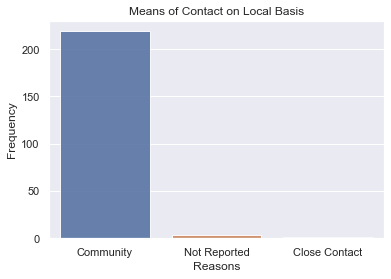 Means of Contact on Local Basis
Frequency
200
150
100
50
0
Community Not Reported Close Contact
Reasons